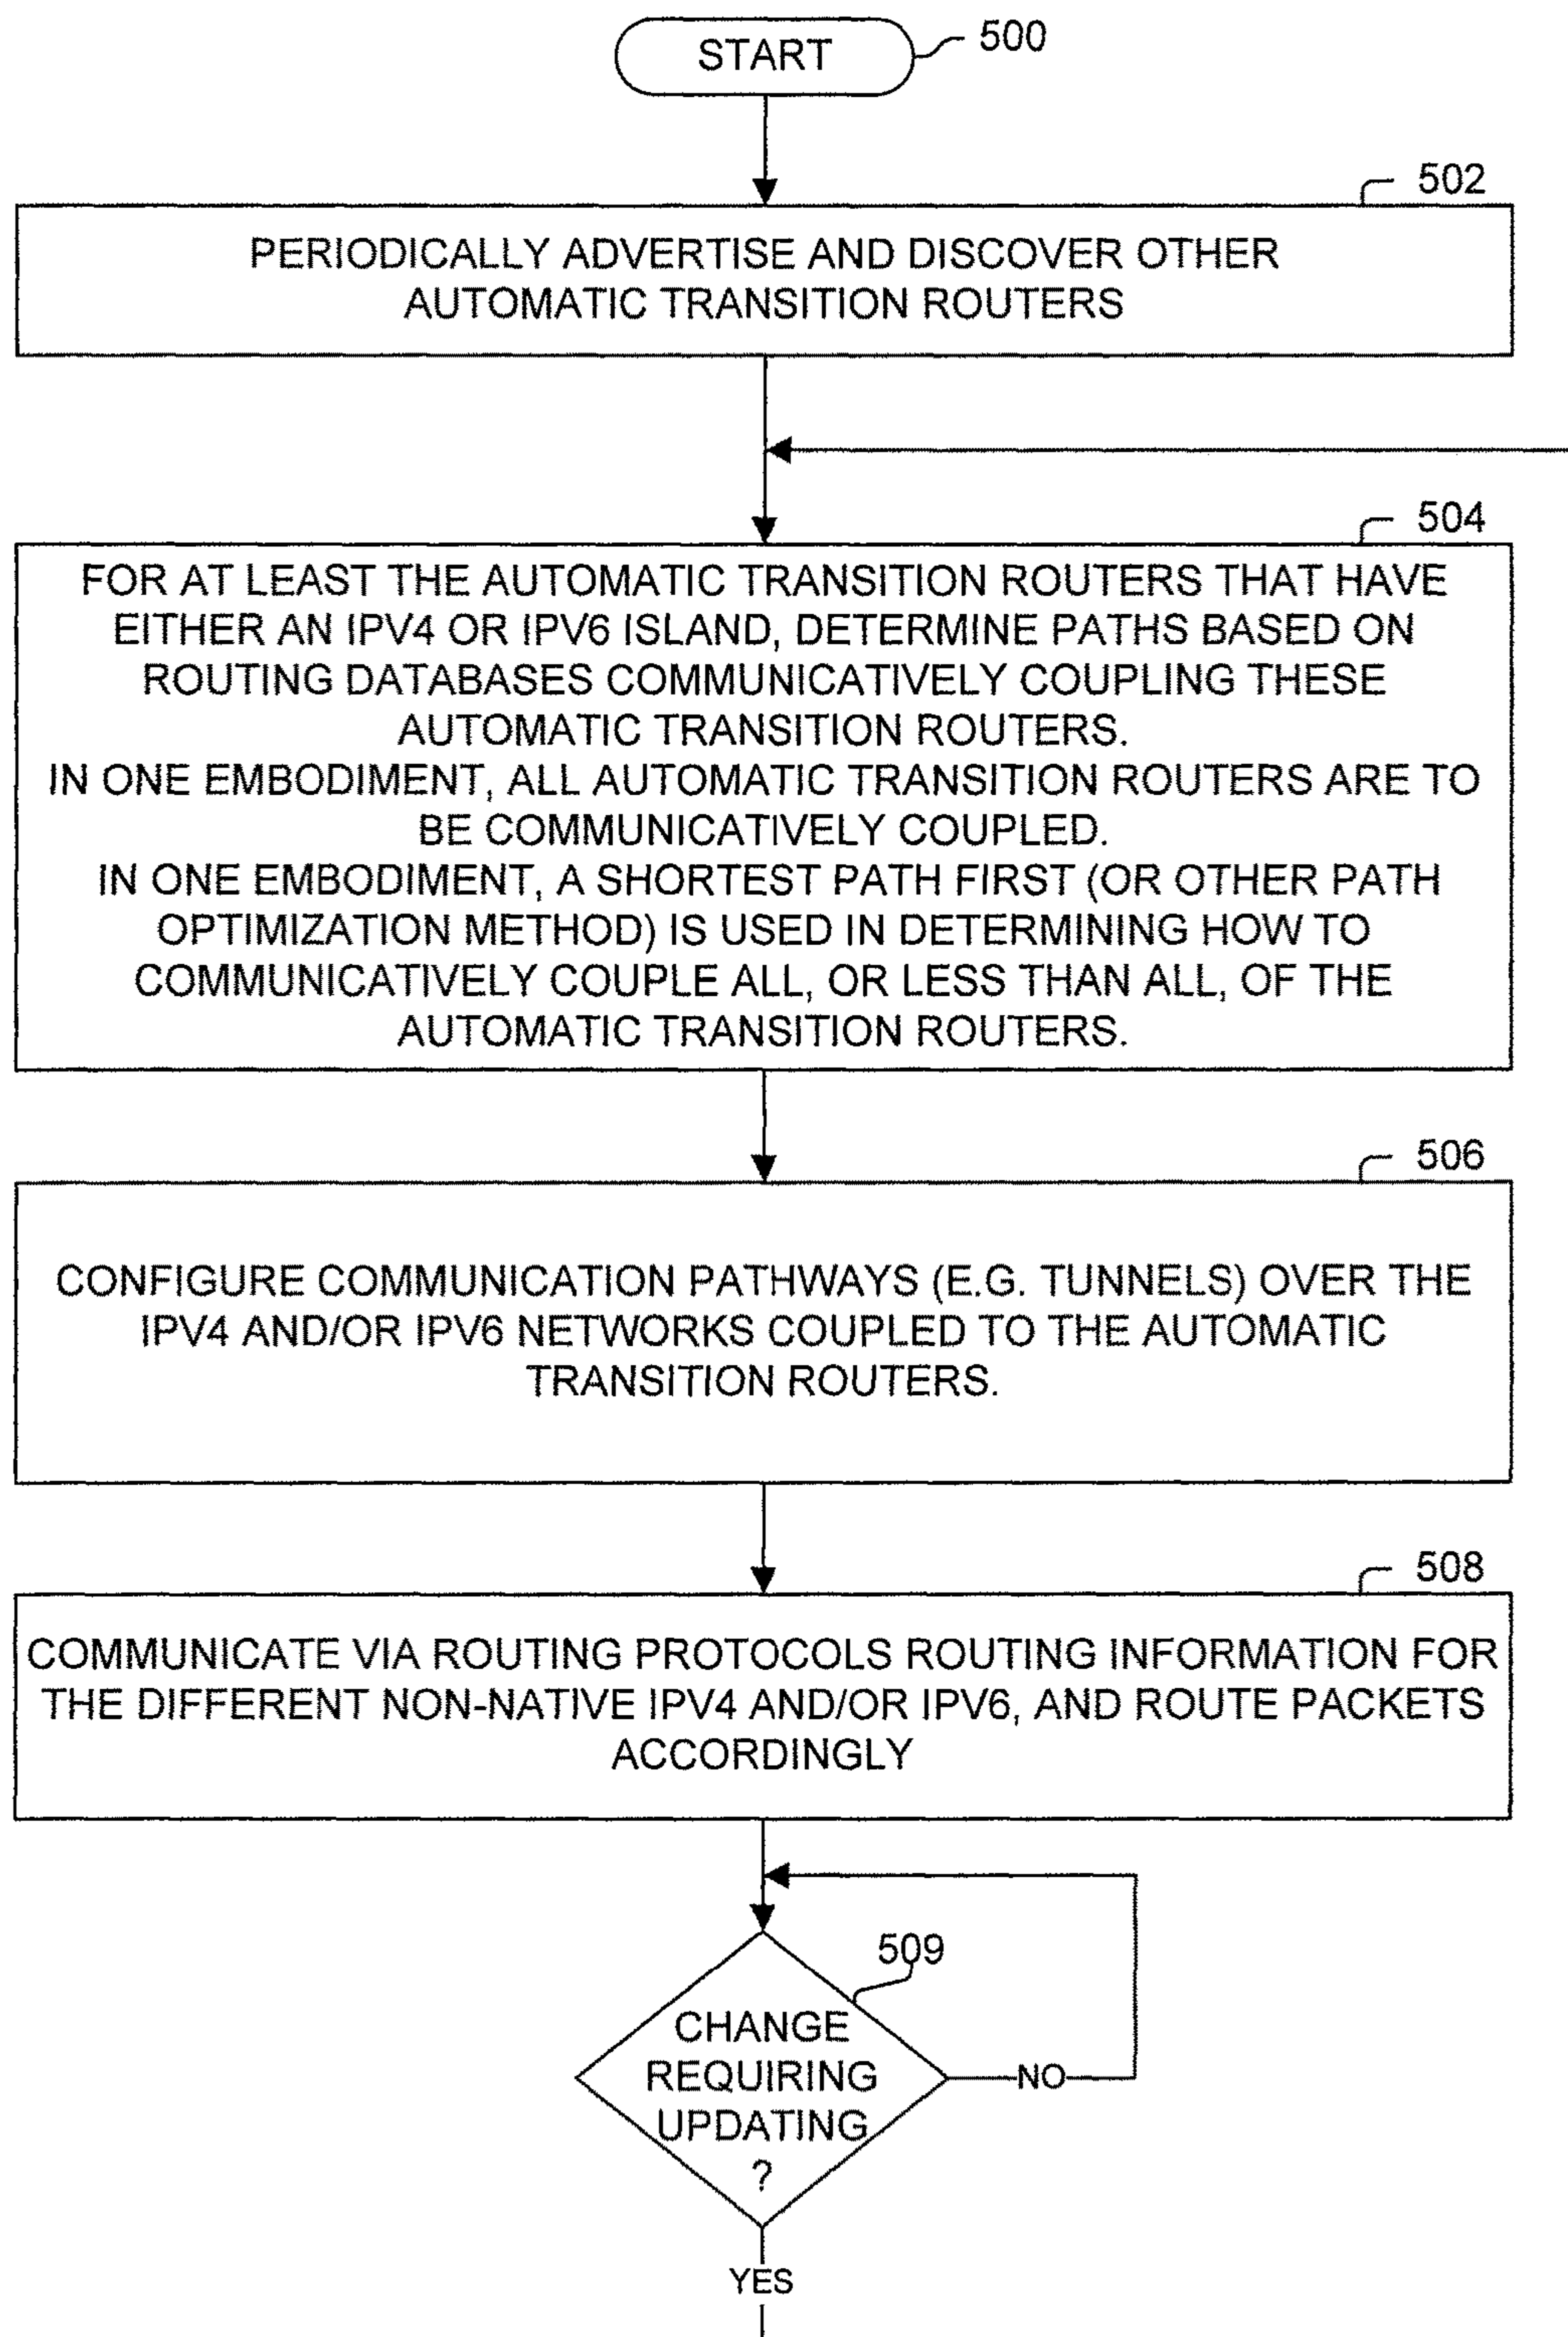 START
500
502
PERIODICALLY ADVERTISE AND DISCOVER OTHER
AUTOMATIC TRANSITION ROUTERS
504
FOR AT LEAST THE AUTOMATIC TRANSITION ROUTERS THAT HAVE
EITHER AN IPV4 OR IPV6 ISLAND, DETERMINE PATHS BASED ON
ROUTING DATABASES COMMUNICATIVELY COUPLING THESE
AUTOMATIC TRANSITION ROUTERS.
IN ONE EMBODIMENT, ALL AUTOMATIC TRANSITION ROUTERS ARE TO
BE COMMUNICATIVELY COUPLED.
IN ONE EMBODIMENT, A SHORTEST PATH FIRST (OR OTHER PATH
OPTIMIZATION METHOD) IS USED IN DETERMINING HOW TO
COMMUNICATIVELY COUPLE ALL, OR LESS THAN ALL, OF THE
AUTOMATIC TRANSITION ROUTERS.
506
CONFIGURE COMMUNICATION PATHWAYS (E.G. TUNNELS) OVER THE
IPV4 AND/OR IPV6 NETWORKS COUPLED TO THE AUTOMATIC
TRANSITION ROUTERS.
508
COMMUNICATE VIA ROUTING PROTOCOLS ROUTING INFORMATION FOR
THE DIFFERENT NON-NATIVE IPV4 AND/OR IPV6, AND ROUTE PACKETS
ACCORDINGLY
509
CHANGE
REQUIRING
UPDATING
?
NO
YES